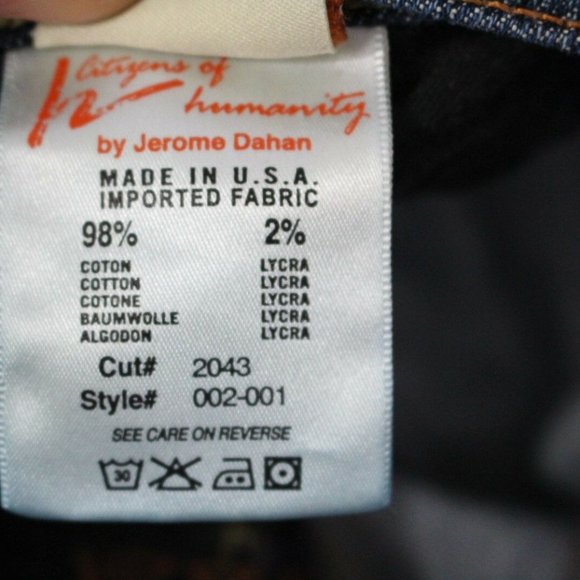 Citizens of
humanity
by Jerome Dahan
MADE IN U.S.A.
IMPORTED FABRIC
98% 2%
COTON LYCRA
COTTON LYCRA
COTONE LYCRA
BAUMWOLLE LYCRA
ALGODON LYCRA
Cut# 2043
Style# 002-001
SEE CARE ON REVERSE
30